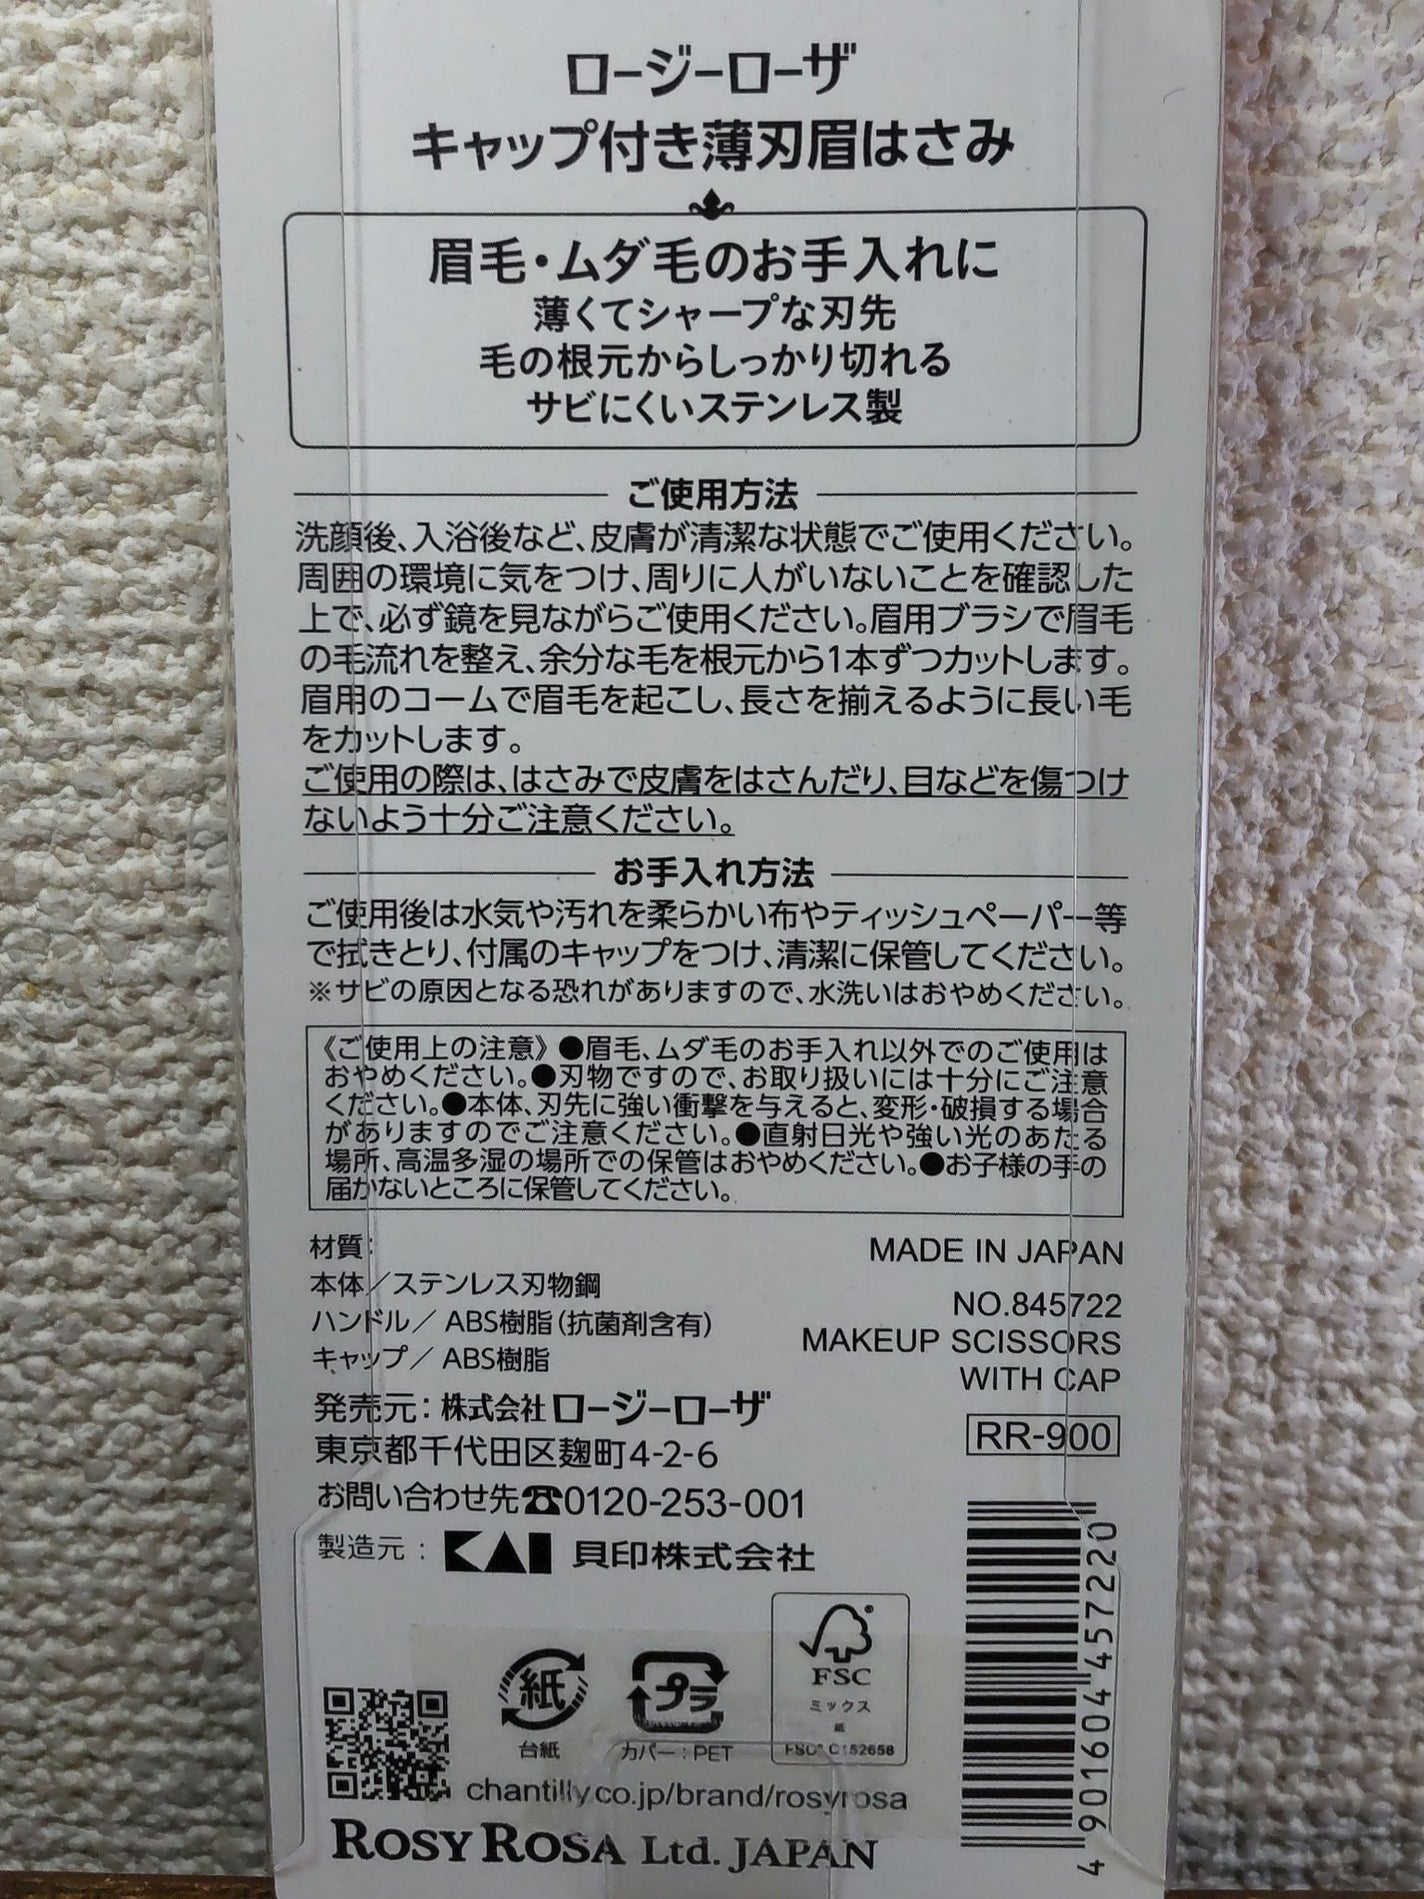 ロージーローザ
キャップ付き薄刃眉はさみ
眉毛・ムダ毛のお手入れに
薄くてシャープな刃先
毛の根元からしっかり切れる
サビにくいステンレス製
ご使用方法
洗顔後、入浴後など、皮膚が清潔な状態でご使用ください。
周囲の環境に気をつけ、周りに人がいないことを確認した
上で、必ず鏡を見ながらご使用ください。眉用ブラシで眉毛
の毛流れを整え、余分な毛を根元から1本ずつカットします。
眉用のコームで眉毛を起こし、長さを揃えるように長い毛
をカットします。
ご使用の際は、はさみで皮膚をはさんだり、目などを傷つけ
ないよう十分ご注意ください。
お手入れ方法
ご使用後は水気や汚れを柔らかい布やティッシュペーパー等
で拭きとり、付属のキャップをつけ、清潔に保管してください。
※サビの原因となる恐れがありますので、水洗いはおやめください。
《ご使用上の注意》●眉毛、ムダ毛のお手入れ以外でのご使用は
おやめください。●刃物ですので、お取り扱いには十分にご注意
ください。●本体、刃先に強い衝撃を与えると、変形・破損する場合
がありますのでご注意ください。●直射日光や強い光のあたる
場所、高温多湿の場所での保管はおやめください。●お子様の手の
届かないところに保管してください。
材質:
本体/ステンレス刃物鋼
ハンドル/ABS樹脂(抗菌剤含有)
キャップ/ABS樹脂
MADE IN JAPAN
NO.845722
MAKEUP SCISSORS
WITH CAP
RR-900
発売元:株式会社ロージーローザ
東京都千代田区麹町4-2-6
お問い合わせ先☎0120-253-001
製造元:KAI 貝印株式会社
紙
台紙
プラ
カバー:PET
FSC
ミックス
紙
FSC® C152658
chantilly.co.jp/brand/rosyrosa
ROSY ROSA Ltd. JAPAN
4901604457220